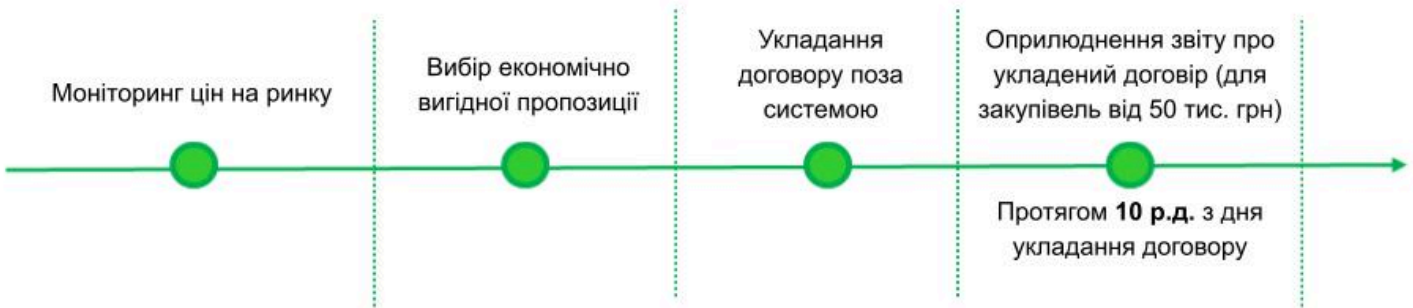 Моніторинг цін на ринку
Вибір економічно
вигідної пропозиції
Укладання
договору поза
системою
Оприлюднення звіту про
укладений договір (для
закупівель від 50 тис. грн)
Протягом 10 р.д. з дня
укладання договору